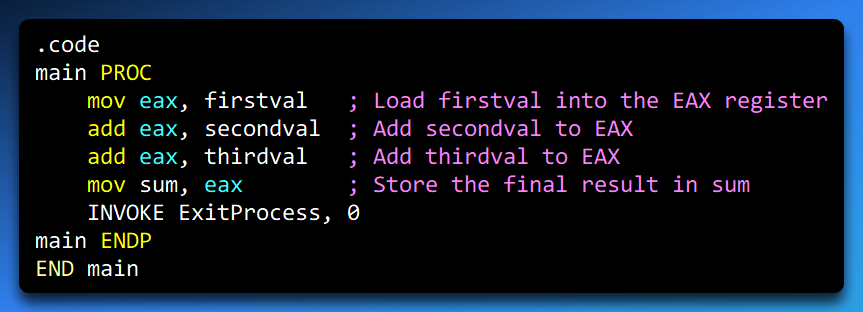 .code
main PROC
    mov eax, firstval   ; Load firstval into the EAX register
    add eax, secondval  ; Add secondval to EAX
    add eax, thirdval   ; Add thirdval to EAX
    mov sum, eax        ; Store the final result in sum
    INVOKE ExitProcess, 0
main ENDP
END main